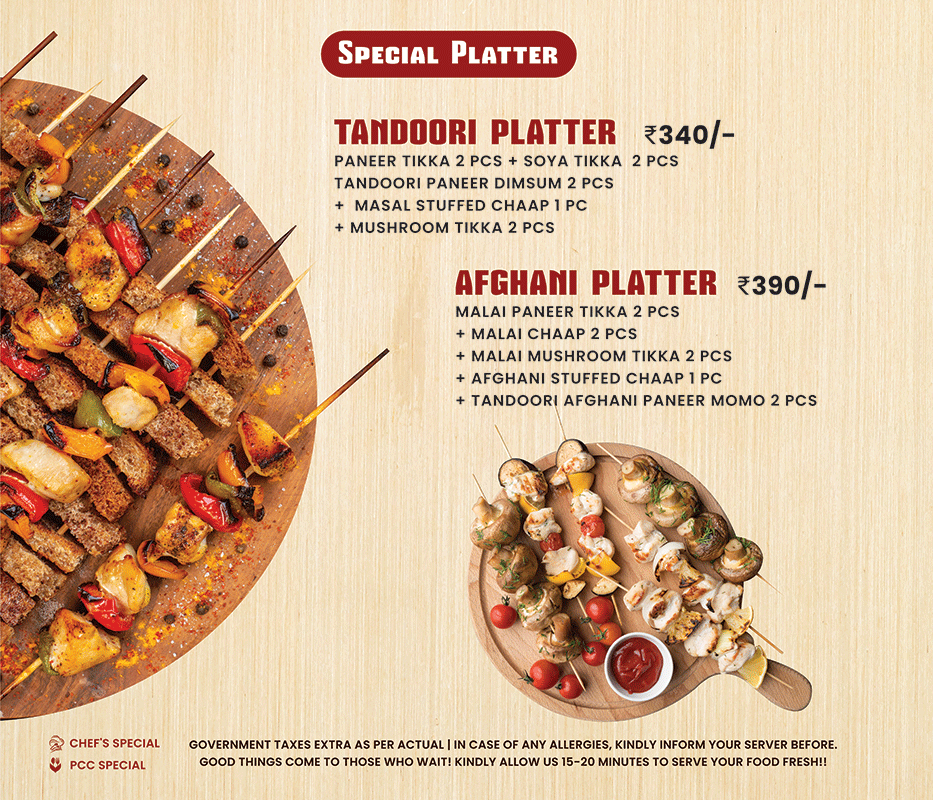 SPECIAL PLATTER
TANDOORI PLATTER ₹340/-
PANEER TIKKA 2 PCS + SOYA TIKKA 2 PCS
TANDOORI PANEER DIMSUM 2 PCS
+ MASAL STUFFED CHAAP 1 PC
+ MUSHROOM TIKKA 2 PCS
AFGHANI PLATTER ₹390/-
MALAI PANEER TIKKA 2 PCS
+ MALAI CHAAP 2 PCS
+ MALAI MUSHROOM TIKKA 2 PCS
+ AFGHANI STUFFED CHAAP 1 PC
+ TANDOORI AFGHANI PANEER MOMO 2 PCS
CHEF'S SPECIAL
PCC SPECIAL
GOVERNMENT TAXES EXTRA AS PER ACTUAL | IN CASE OF ANY ALLERGIES, KINDLY INFORM YOUR SERVER BEFORE.
GOOD THINGS COME TO THOSE WHO WAIT! KINDLY ALLOW US 15-20 MINUTES TO SERVE YOUR FOOD FRESH!!